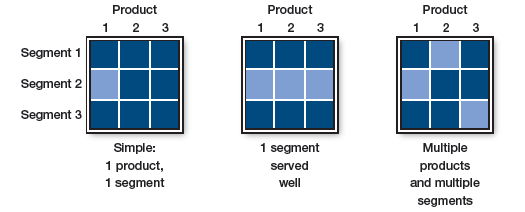 Product Product Product
1 2 3 1 2 3 1 2 3
Segment 1
Segment 2
Segment 3
Simple:
1 product,
1 segment
1 segment
served
well
Multiple
products
and multiple
segments